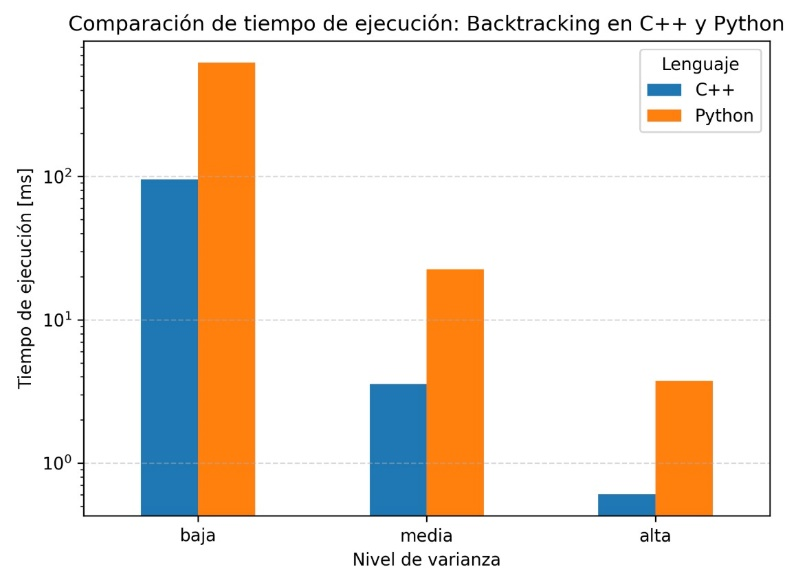 Comparación de tiempo de ejecución: Backtracking en C++ y Python
Lenguaje
C++
Python
Tiempo de ejecución [ms]
10²
10¹
10⁰
baja
media
alta
Nivel de varianza